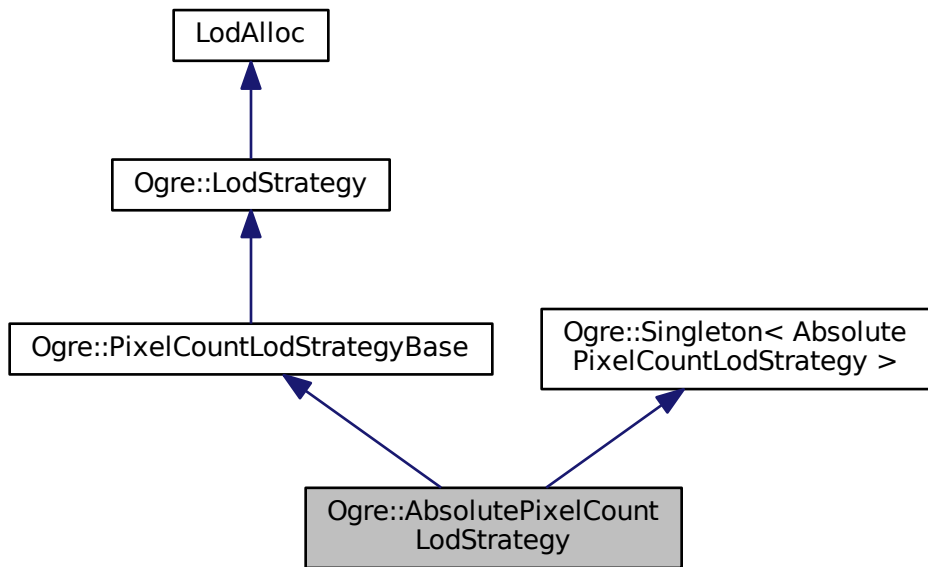 LodAlloc
Ogre::LodStrategy
Ogre::PixelCountLodStrategyBase
Ogre::Singleton< Absolute
PixelCountLodStrategy >
Ogre::AbsolutePixelCount
LodStrategy